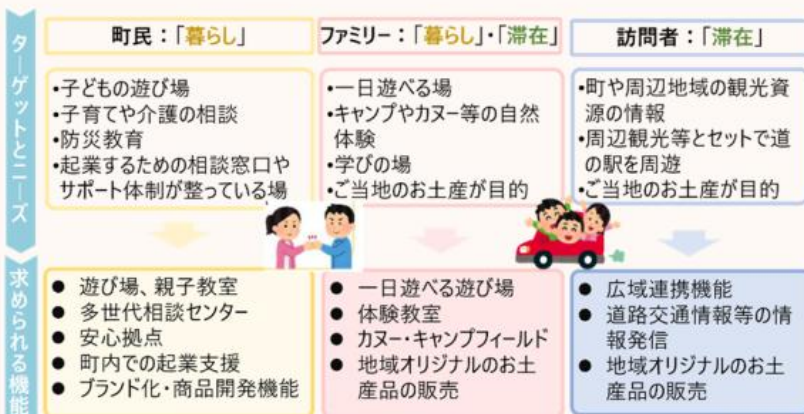 ターゲットとニーズ
町民：「暮らし」
・子どもの遊び場
・子育てや介護の相談
・防災教育
・起業するための相談窓口や
サポート体制が整っている場
ファミリー：「暮らし」・「滞在」
・一日遊べる場
・キャンプやカヌー等の自然
体験
・学びの場
・ご当地のお土産が目的
訪問者：「滞在」
・町や周辺地域の観光資
源の情報
・周辺観光等とセットで道
の駅を周遊
・ご当地のお土産が目的
求められる機能
● 遊び場、親子教室
● 多世代相談センター
● 安心拠点
● 町内での起業支援
● ブランド化・商品開発機能
● 一日遊べる遊び場
● 体験教室
● カヌー・キャンプフィールド
● 地域オリジナルのお土
産品の販売
● 広域連携機能
● 道路交通情報等の情
報発信
● 地域オリジナルのお土
産品の販売